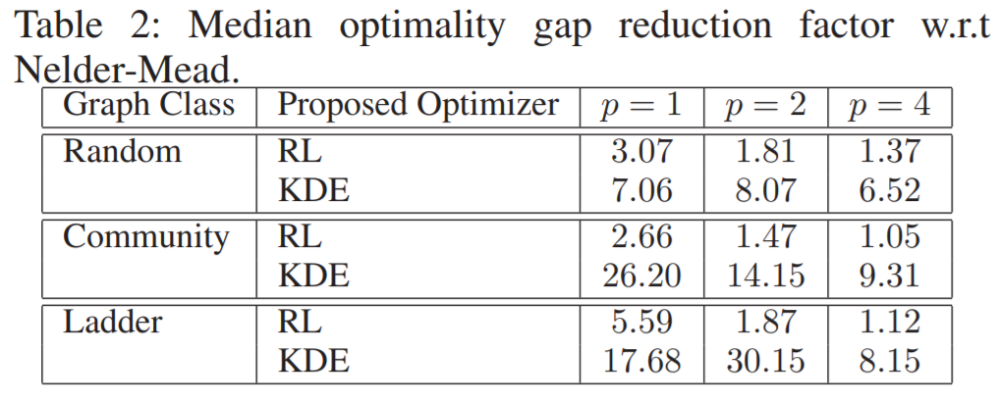 Table 2: Median optimality gap reduction factor w.r.t
Nelder-Mead.
Graph Class Proposed Optimizer p = 1 p = 2 p = 4
Random RL 3.07 1.81 1.37
KDE 7.06 8.07 6.52
Community RL 2.66 1.47 1.05
KDE 26.20 14.15 9.31
Ladder RL 5.59 1.87 1.12
KDE 17.68 30.15 8.15